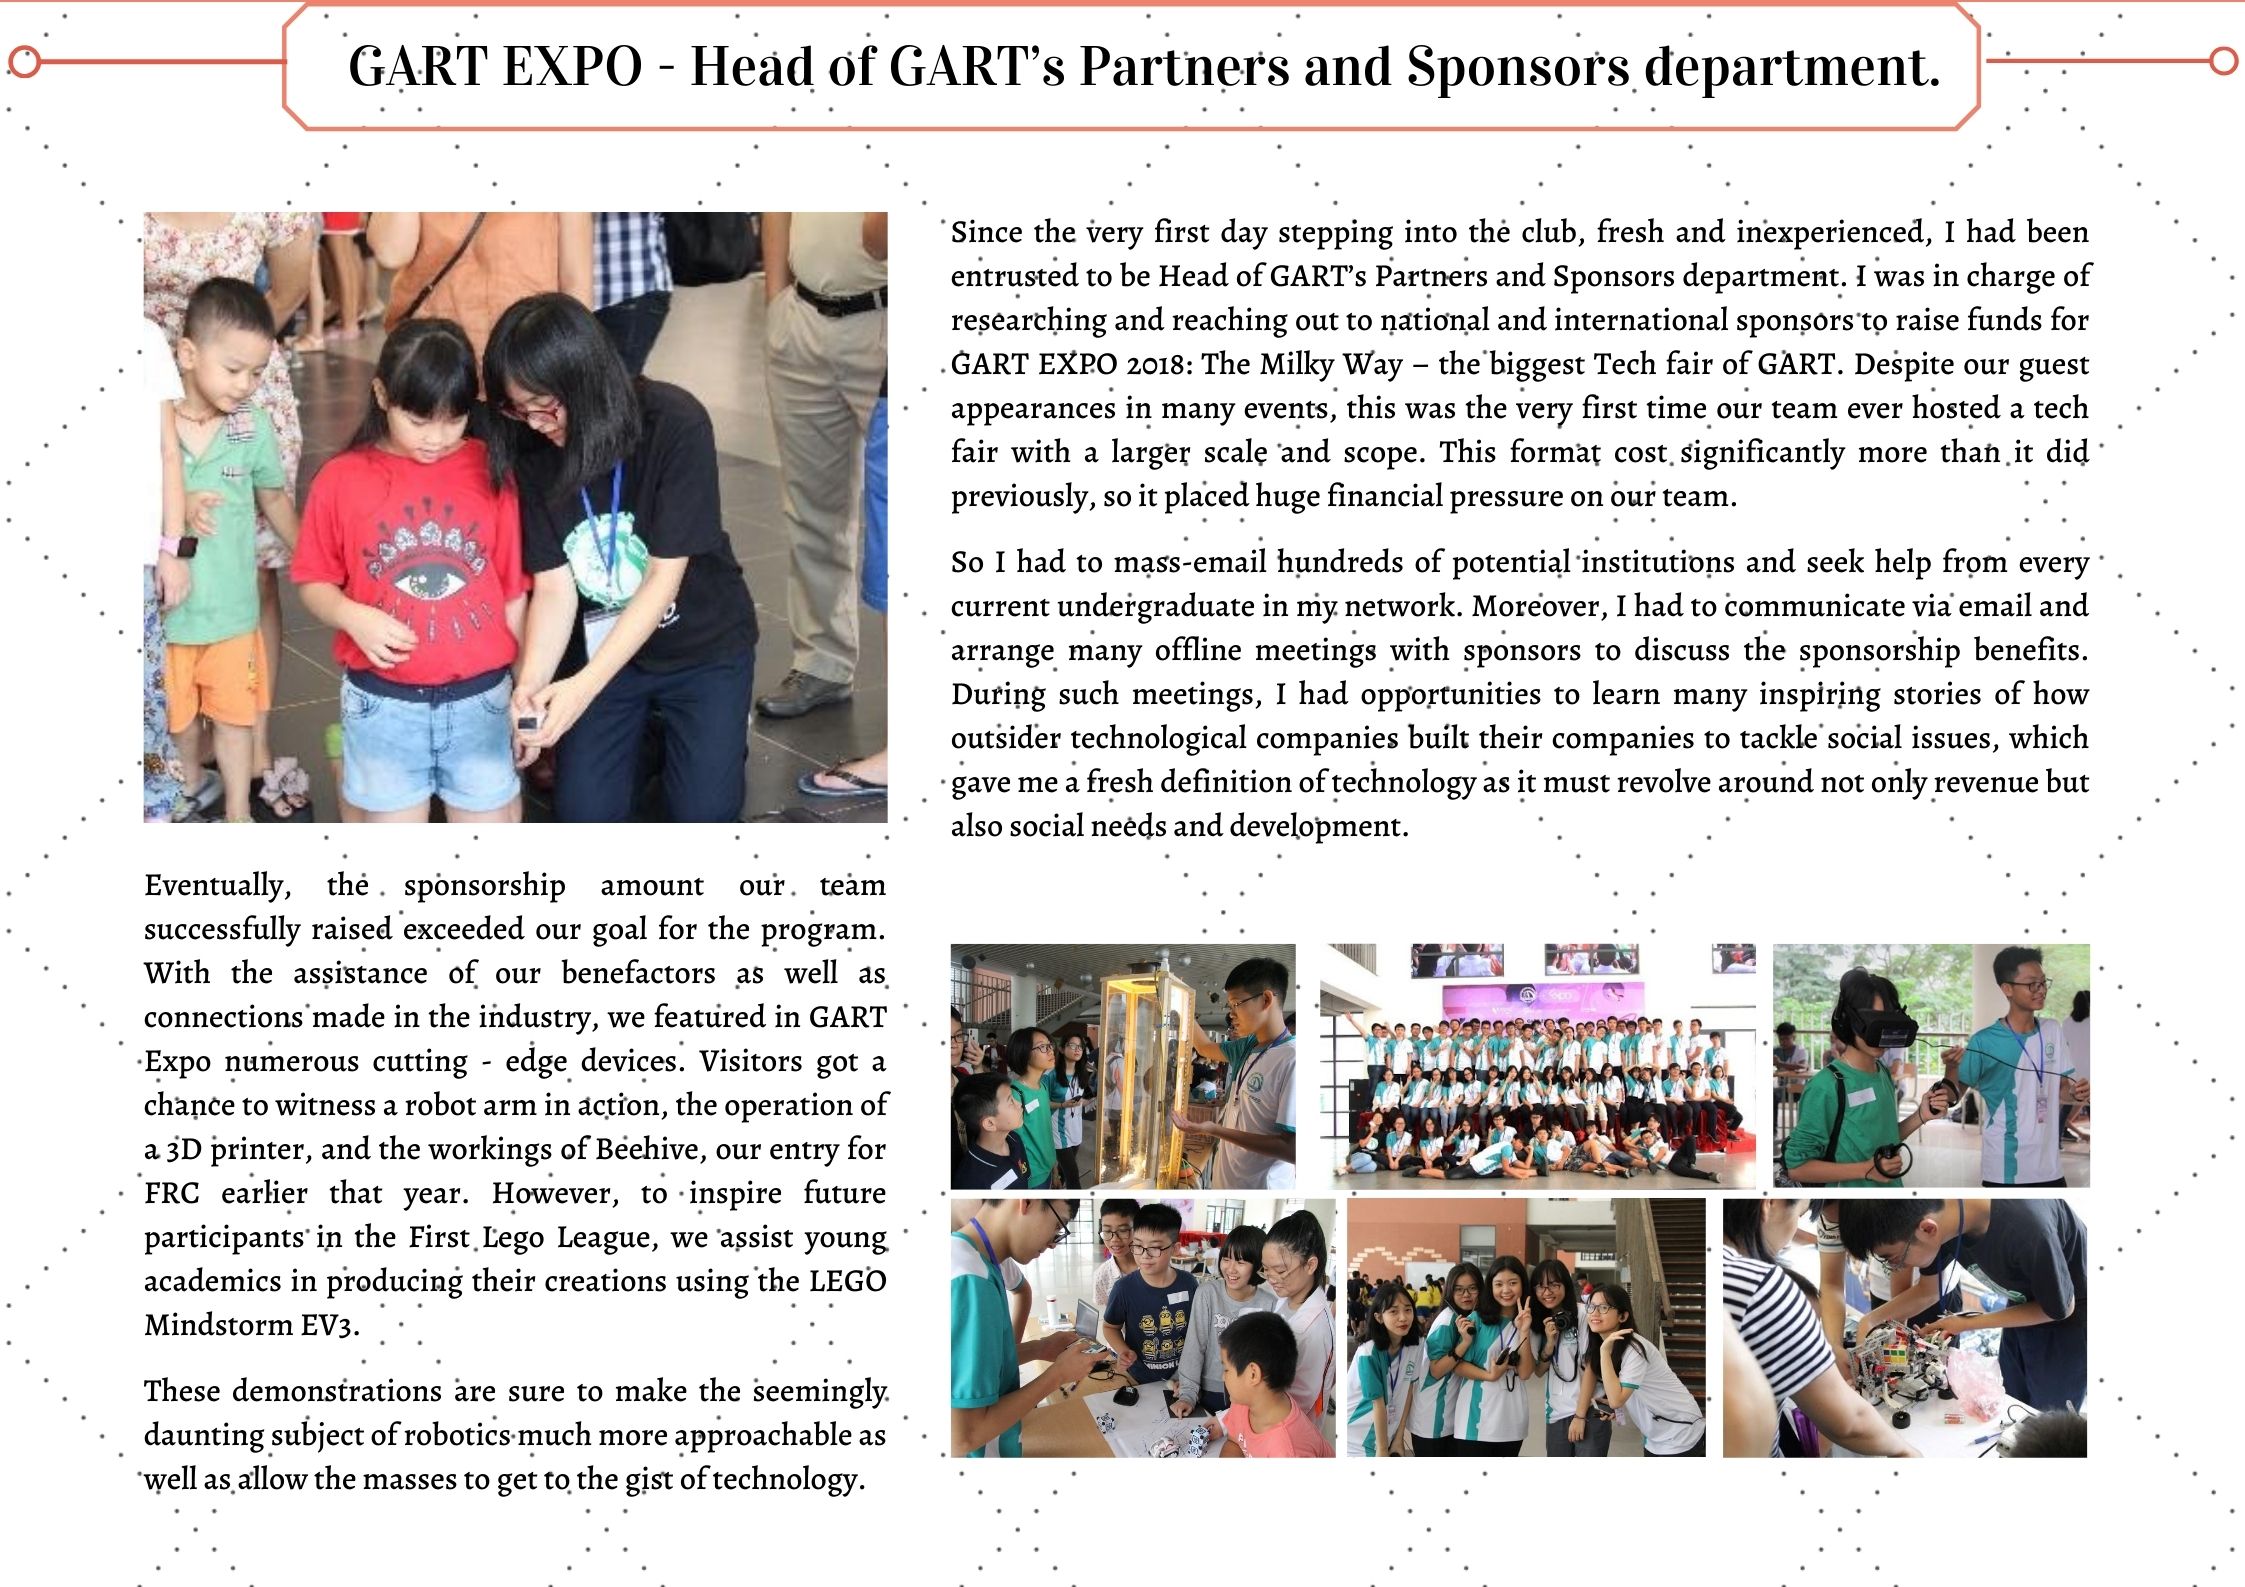 GART EXPO - Head of GART's Partners and Sponsors department.
Since the very first day stepping into the club, fresh and inexperienced, I had been
entrusted to be Head of GART's Partners and Sponsors department. I was in charge of
researching and reaching out to national and international sponsors to raise funds for
GART EXPO 2018: The Milky Way – the biggest Tech fair of GART. Despite our guest
appearances in many events, this was the very first time our team ever hosted a tech
fair with a larger scale and scope. This format cost significantly more than it did
previously, so it placed huge financial pressure on our team.
So I had to mass-email hundreds of potential institutions and seek help from every
current undergraduate in my network. Moreover, I had to communicate via email and
arrange many offline meetings with sponsors to discuss the sponsorship benefits.
During such meetings, I had opportunities to learn many inspiring stories of how
outsider technological companies built their companies to tackle social issues, which
gave me a fresh definition of technology as it must revolve around not only revenue but
also social needs and development.
Eventually, the sponsorship amount our team
successfully raised exceeded our goal for the program.
With the assistance of our benefactors as well as
connections made in the industry, we featured in GART
Expo numerous cutting - edge devices. Visitors got a
chance to witness a robot arm in action, the operation of
a 3D printer, and the workings of Beehive, our entry for
FRC earlier that year. However, to inspire future
participants in the First Lego League, we assist young
academics in producing their creations using the LEGO
Mindstorm EV3.
These demonstrations are sure to make the seemingly
daunting subject of robotics much more approachable as
well as allow the masses to get to the gist of technology.